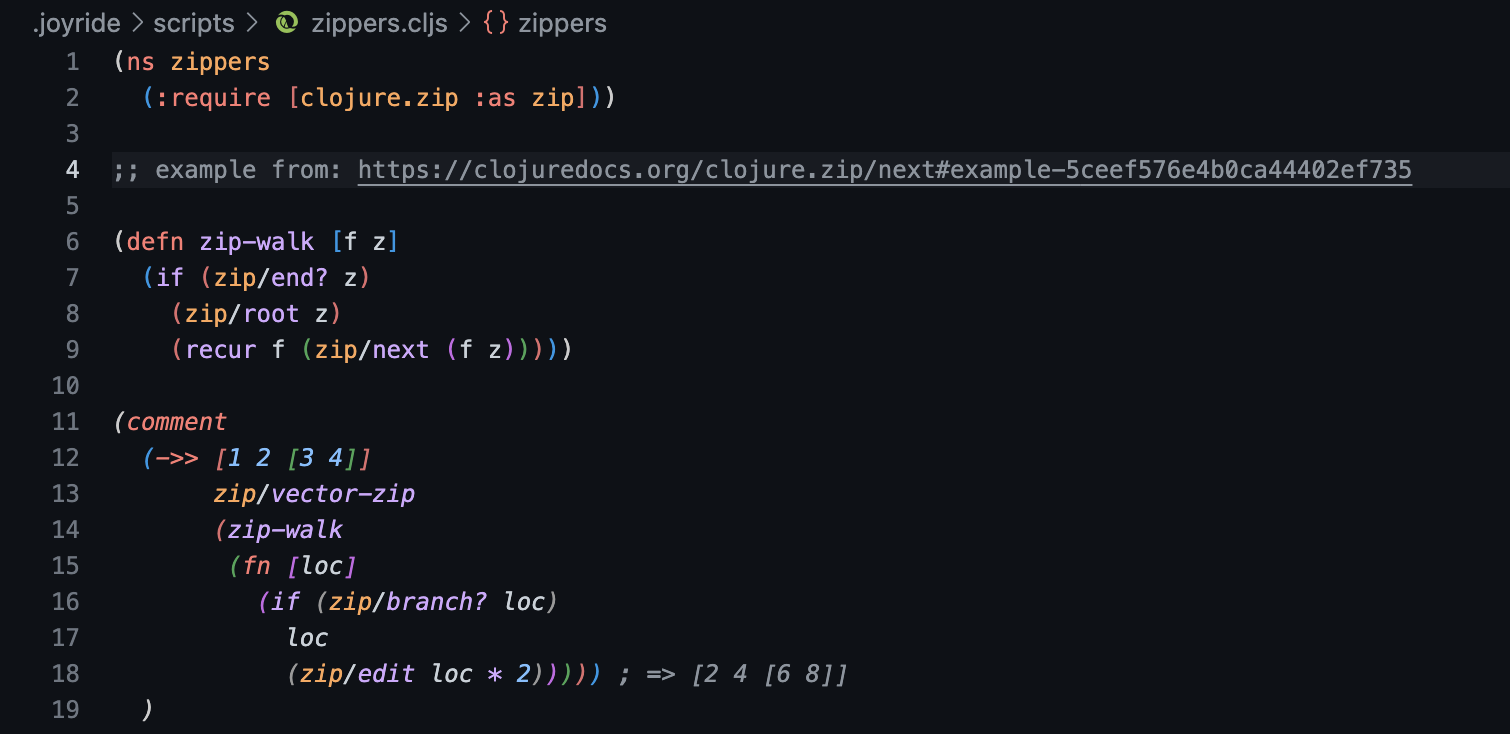 .joyride > scripts > zippers.cljs > {} zippers
1 (ns zippers
2   (:require [clojure.zip :as zip]))
3
4 ;; example from: https://clojuredocs.org/clojure.zip/next#example-5ceef576e4b0ca44402ef735
5
6 (defn zip-walk [f z]
7   (if (zip/end? z)
8     (zip/root z)
9     (recur f (zip/next (f z)))))
10
11 (comment
12   (->> [1 2 [3 4]]
13        zip/vector-zip
14        (zip-walk
15         (fn [loc]
16           (if (zip/branch? loc)
17             loc
18             (zip/edit loc * 2))))) ; => [2 4 [6 8]]
19   )